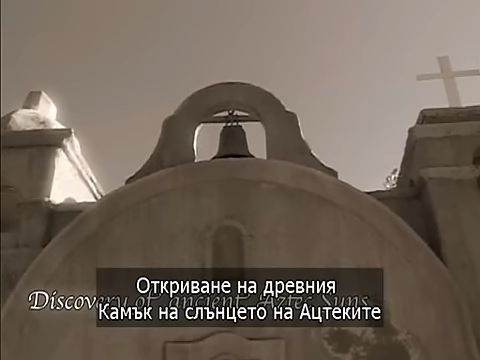 Discovery of ancient Aztec Suns
Откриване на древния
Камък на слънцето на Ацтеките